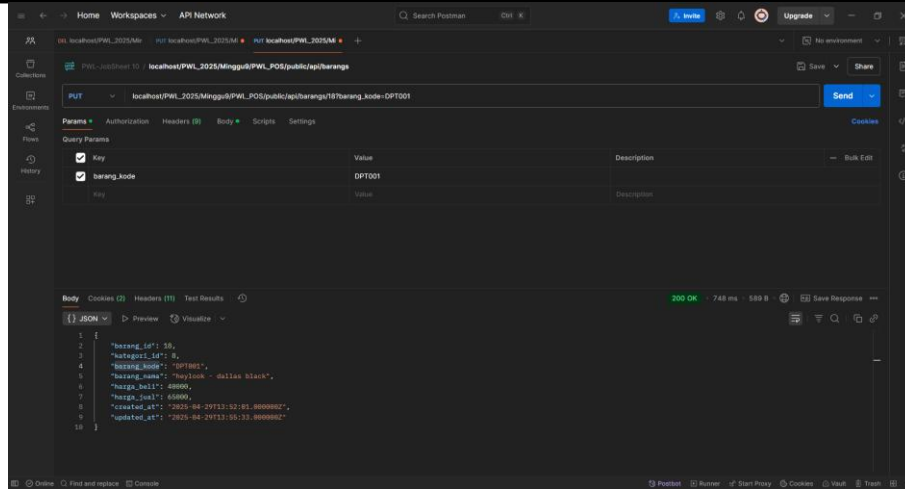 Home Workspaces API Network Search Postman Ctrl K Invite Upgrade
localhost/PWL_2025/Min PUT localhost/PWL_2025/Mi PUT localhost/PWL_2025/Mi No environment
PWL-JobSheet 10 / localhost/PWL_2025/Minggu9/PWL_POS/public/api/barangs Save Share
Collections
PUT localhost/PWL_2025/Minggu9/PWL_POS/public/api/barangs/18?barang_kode=DPT001 Send
Environments
Params Authorization Headers (9) Body Scripts Settings Cookies
Flows
Query Params
Key Value Description Bulk Edit
History
barang_kode DPT001
Key Value Description
Body Cookies (2) Headers (11) Test Results 200 OK 748 ms 589 B Save Response
{} JSON Preview Visualize
1 {
2 "barang_id": 18,
3 "kategori_id": 8,
4 "barang_kode": "DPT001",
5 "barang_nama": "heylook - dallas black",
6 "harga_beli": 40000,
7 "harga_jual": 65000,
8 "created_at": "2025-04-29T13:52:01.000000Z",
9 "updated_at": "2025-04-29T13:55:33.000000Z"
10 }
Online Find and replace Console Postbot Runner Start Proxy Cookies Vault Trash